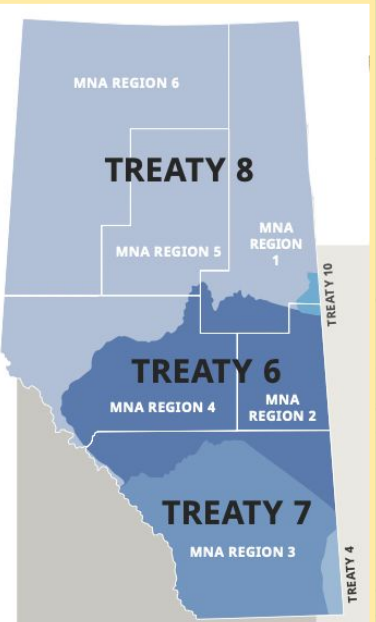 MNA REGION 6
TREATY 8
MNA
REGION
1
MNA REGION 5
TREATY 10
TREATY 6
MNA REGION 4
MNA
REGION 2
TREATY 7
MNA REGION 3
TREATY 4